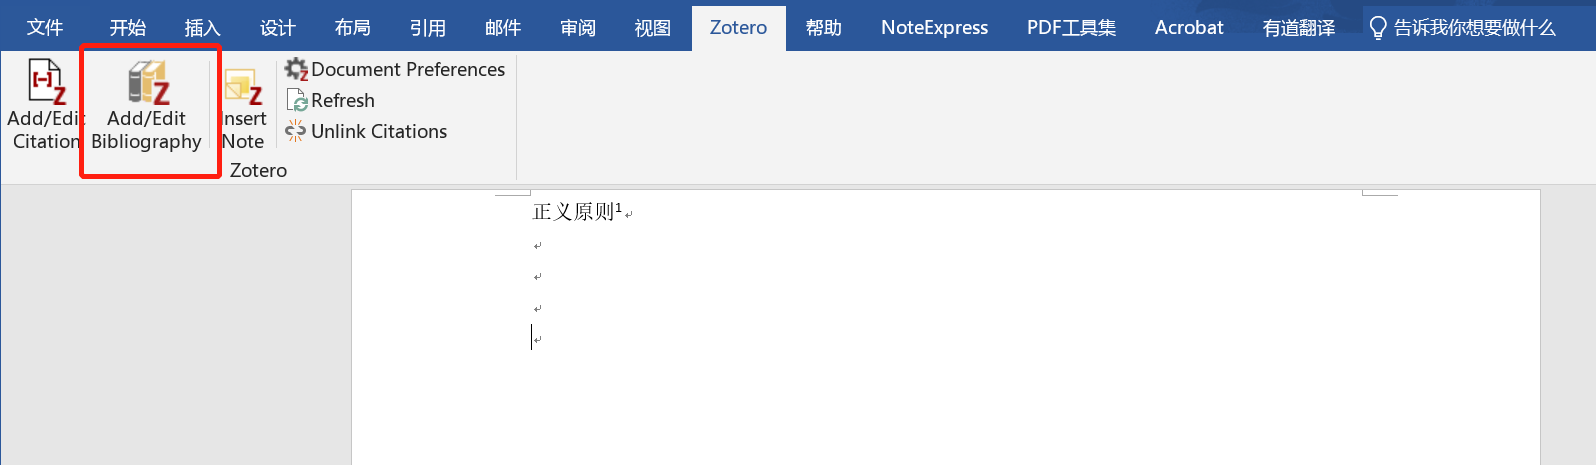 文件 开始 插入 设计 布局 引用 邮件 审阅 视图 Zotero 帮助 NoteExpress PDF工具集 Acrobat 有道翻译 告诉我你想要做什么
Add/Edit
Citation
Add/Edit
Bibliography
Insert
Note
Document Preferences
Refresh
Unlink Citations
Zotero
正义原则1